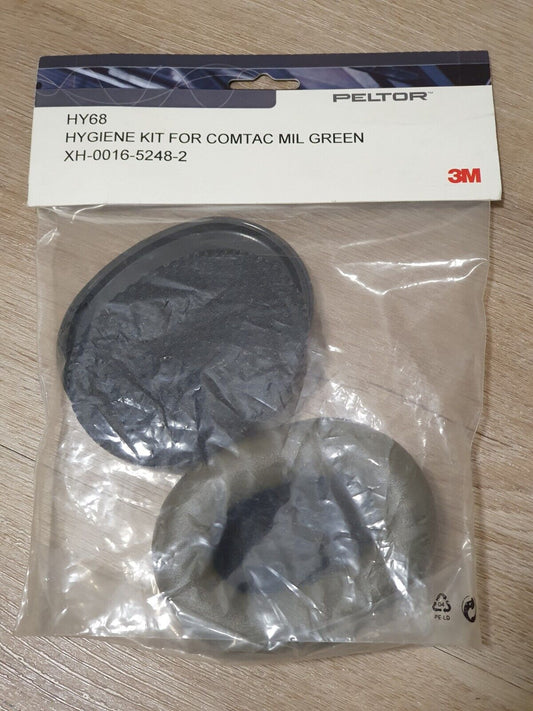 PELTOR™
HY68
HYGIENE KIT FOR COMTAC MIL GREEN
XH-0016-5248-2
3M
04
PE-LD